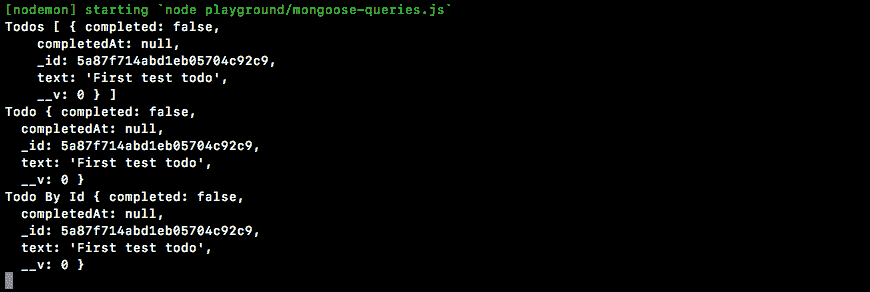 [nodemon] starting `node playground/mongoose-queries.js`
Todos [ { completed: false,
    completedAt: null,
    _id: 5a87f714abd1eb05704c92c9,
    text: 'First test todo',
    __v: 0 } ]
Todo { completed: false,
  completedAt: null,
  _id: 5a87f714abd1eb05704c92c9,
  text: 'First test todo',
  __v: 0 }
Todo By Id { completed: false,
  completedAt: null,
  _id: 5a87f714abd1eb05704c92c9,
  text: 'First test todo',
  __v: 0 }